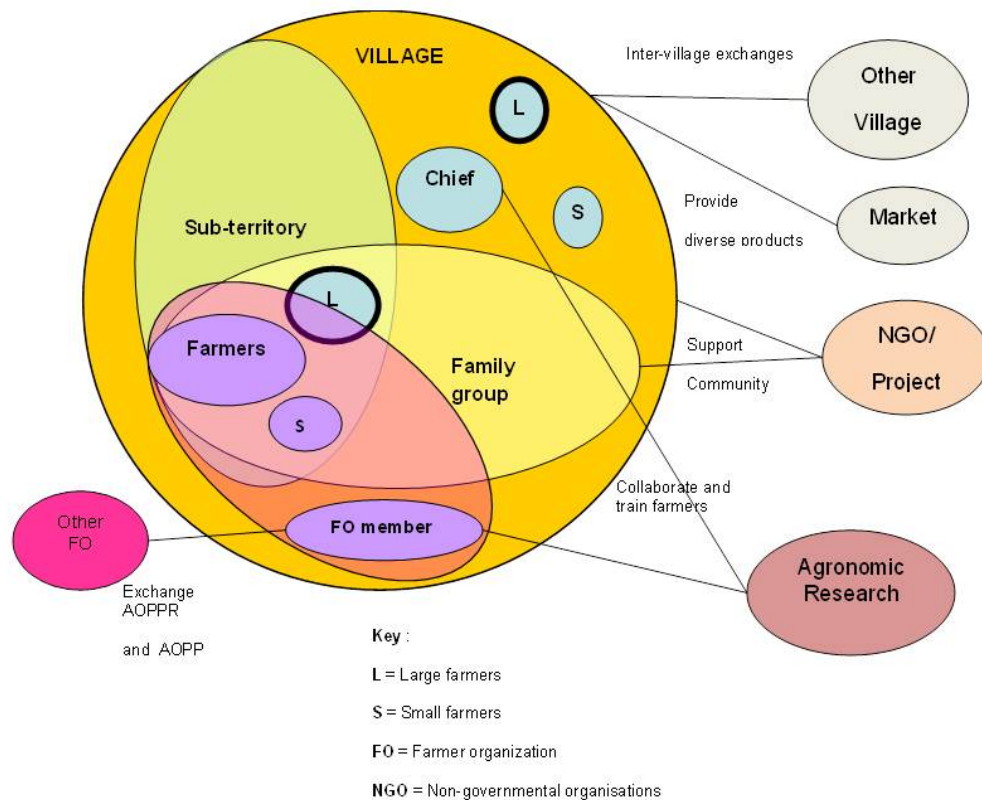 VILLAGE
Inter-village exchanges
Other
Village
L
Chief
S
Provide
diverse products
Market
Sub-territory
L
Farmers
Family
group
S
Support
Community
NGO/
Project
Collaborate and
train farmers
FO member
Other
FO
Agronomic
Research
Exchange
AOPPR
and AOPP
Key :
L = Large farmers
S = Small farmers
FO = Farmer organization
NGO = Non-governmental organisations